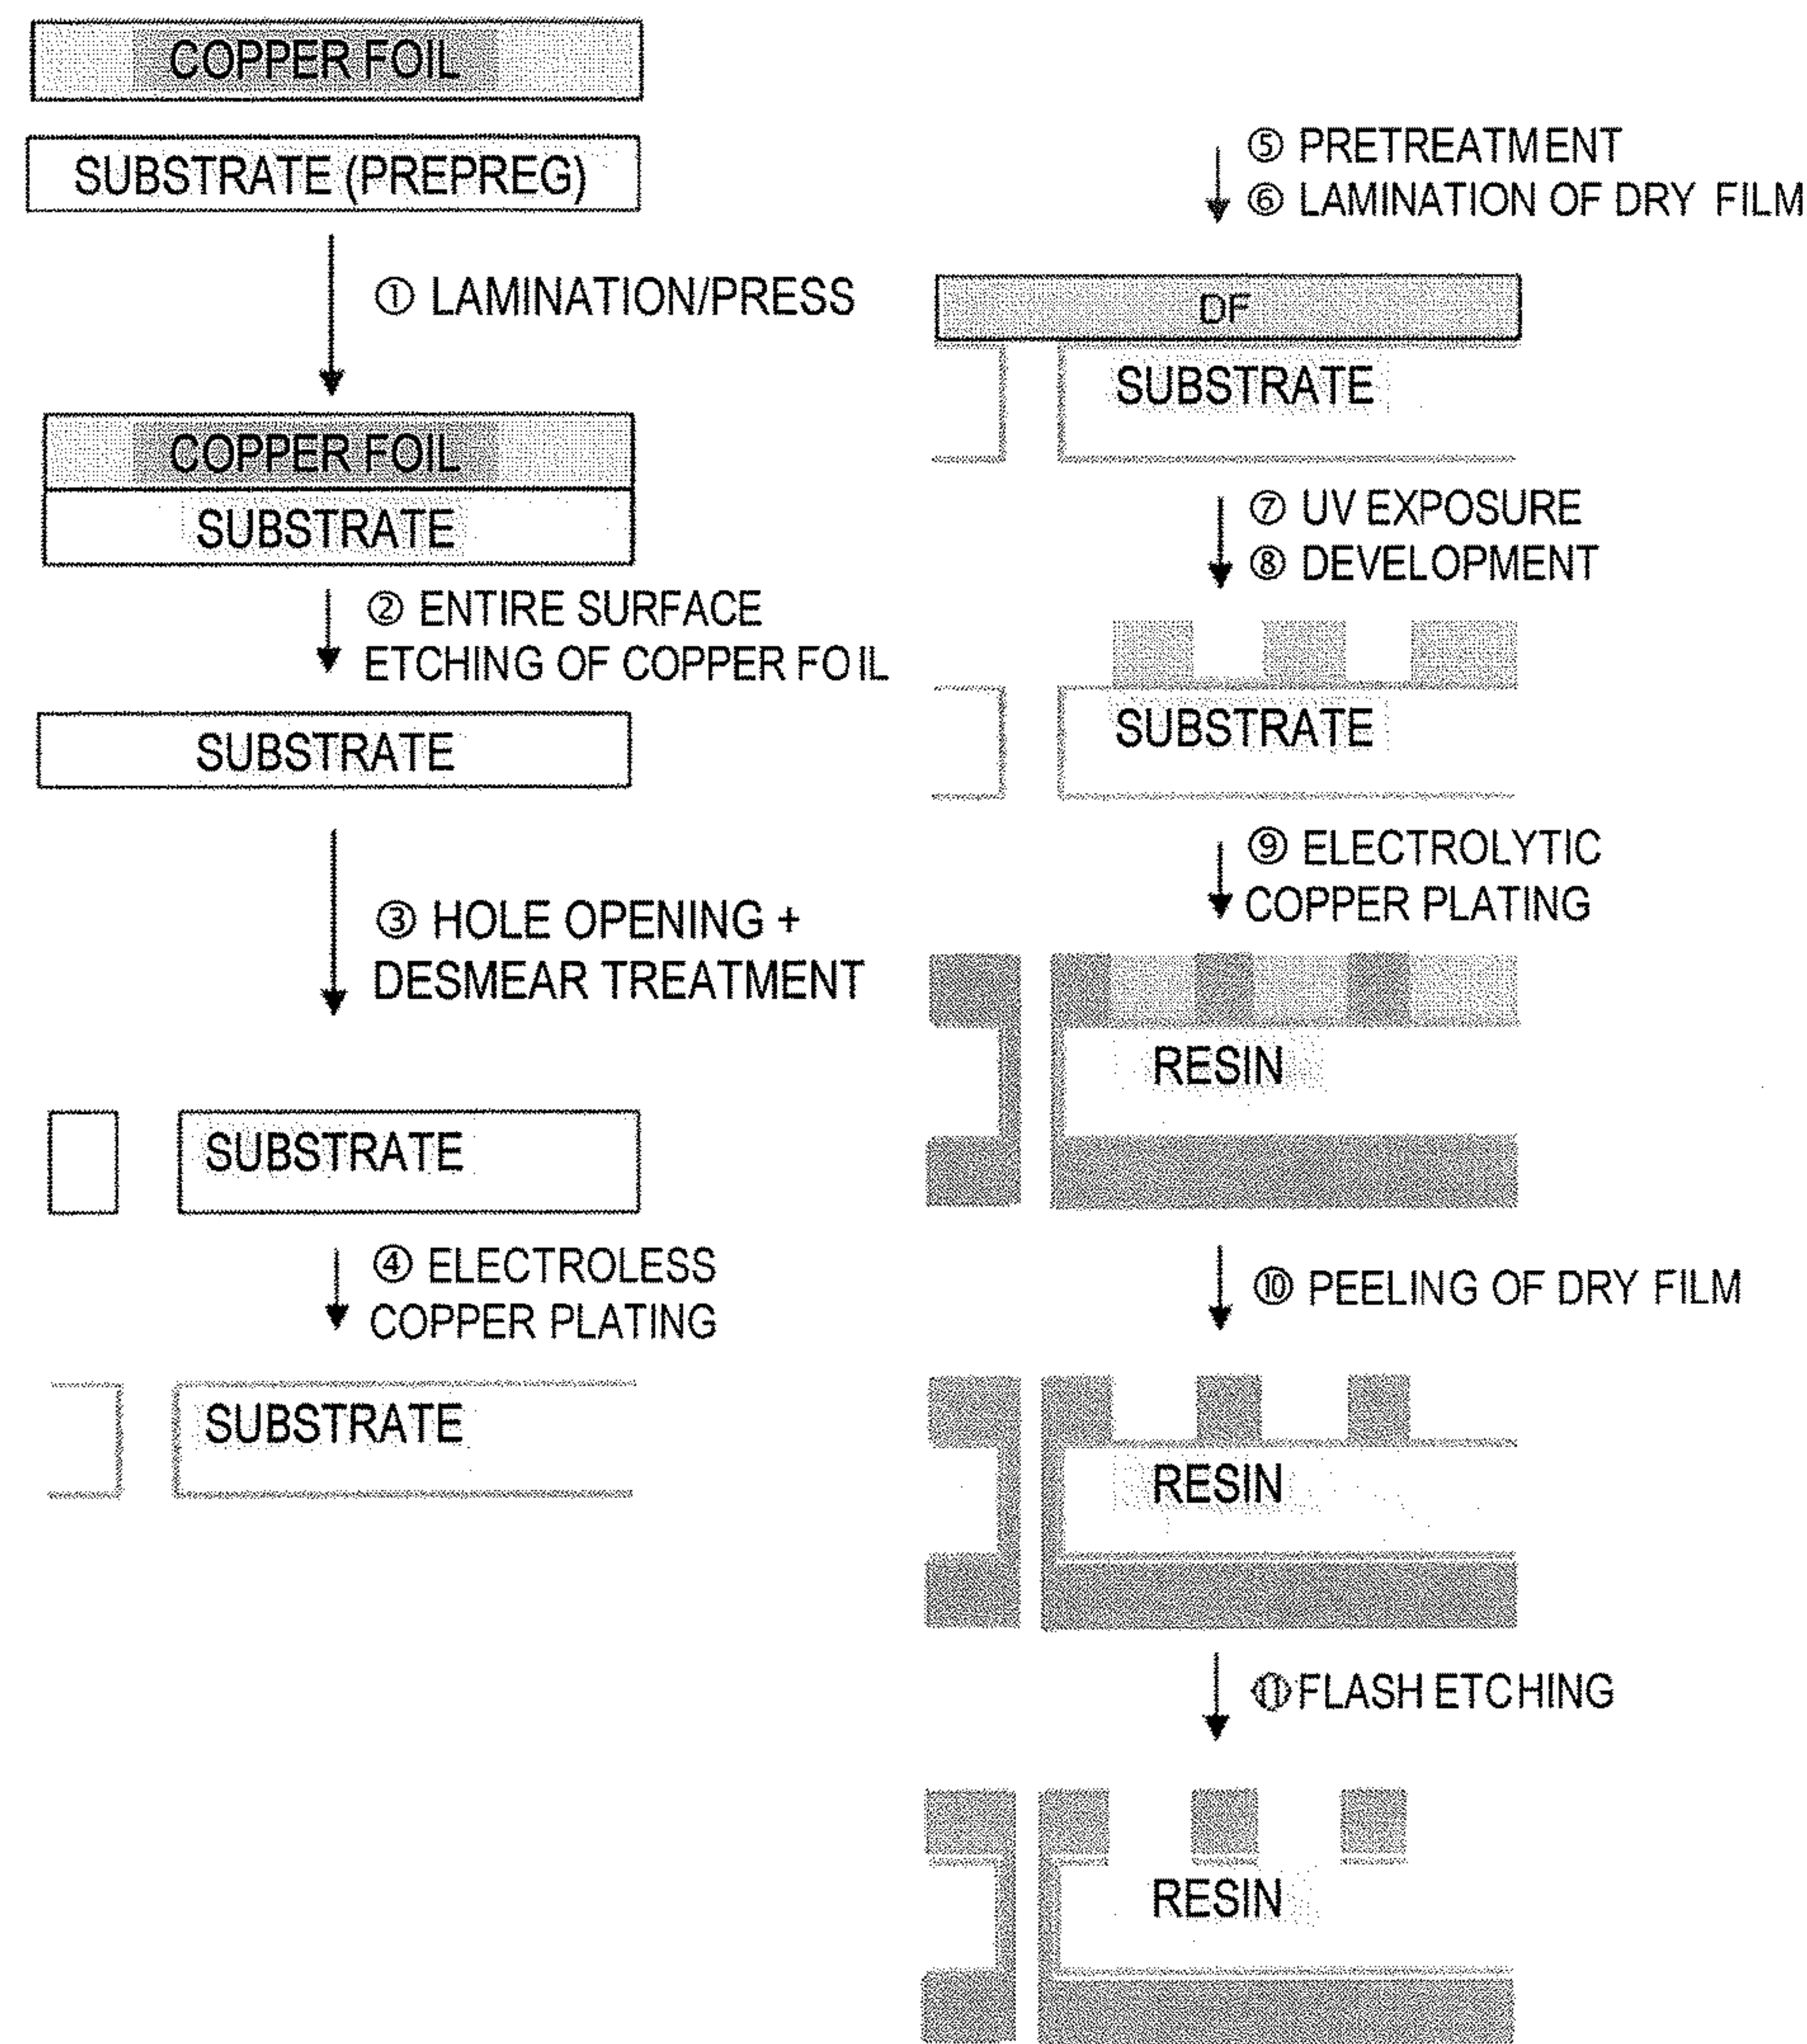 COPPER FOIL
SUBSTRATE (PREPREG)
① LAMINATION/PRESS
COPPER FOIL
SUBSTRATE
② ENTIRE SURFACE
ETCHING OF COPPER FOIL
SUBSTRATE
③ HOLE OPENING +
DESMEAR TREATMENT
SUBSTRATE
④ ELECTROLESS
COPPER PLATING
SUBSTRATE
⑤ PRETREATMENT
⑥ LAMINATION OF DRY FILM
DF
SUBSTRATE
⑦ UV EXPOSURE
⑧ DEVELOPMENT
SUBSTRATE
⑨ ELECTROLYTIC
COPPER PLATING
RESIN
⑩ PEELING OF DRY FILM
RESIN
⑪ FLASH ETCHING
RESIN